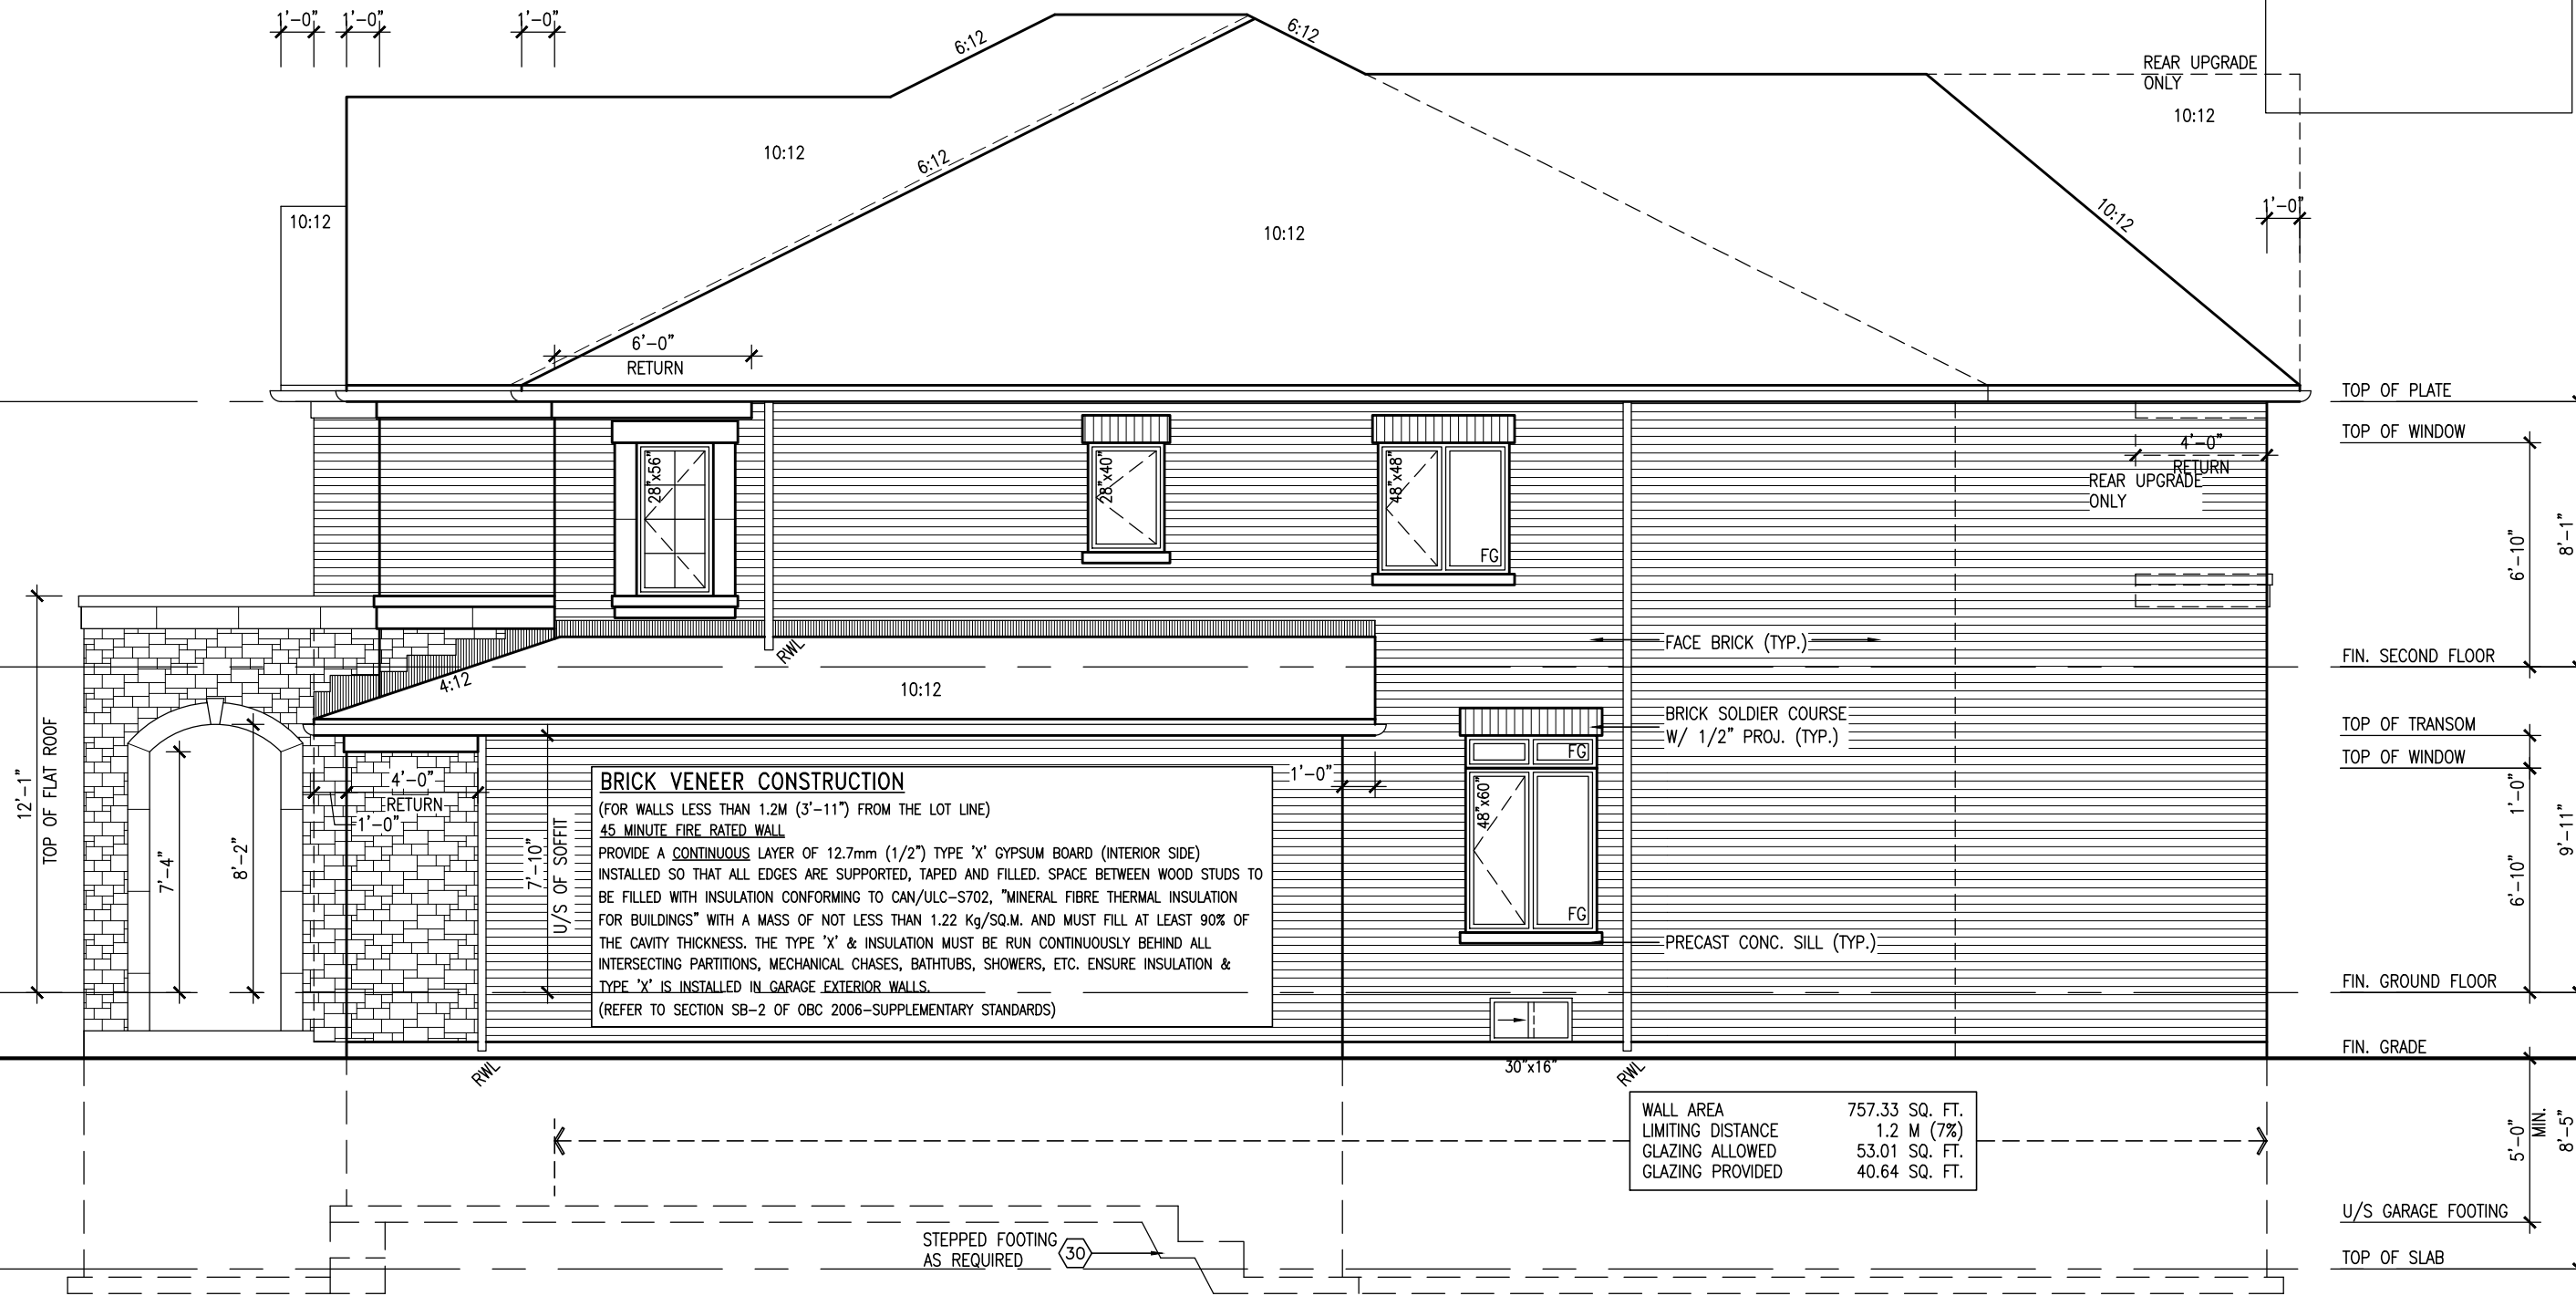 1'-0" 1'-0" 1'-0"
6:12
6:12
REAR UPGRADE
ONLY
10:12
10:12
6:12
10:12
10:12
10:12
1'-0"
6'-0"
RETURN
TOP OF PLATE
TOP OF WINDOW
28"x56"
28"x40"
48"x48"
FG
4'-0"
RETURN
REAR UPGRADE
ONLY
6'-10"
8'-1"
RWL
FACE BRICK (TYP.)
FIN. SECOND FLOOR
4:12
10:12
BRICK SOLDIER COURSE
W/ 1/2" PROJ. (TYP.)
TOP OF TRANSOM
TOP OF WINDOW
FG
48"x60"
FG
1'-0"
6'-10"
9'-11"
12'-1"
TOP OF FLAT ROOF
7'-4"
8'-2"
4'-0"
RETURN
1'-0"
7'-10"
U/S OF SOFFIT
1'-0"
BRICK VENEER CONSTRUCTION
(FOR WALLS LESS THAN 1.2M (3'-11") FROM THE LOT LINE)
45 MINUTE FIRE RATED WALL
PROVIDE A CONTINUOUS LAYER OF 12.7mm (1/2") TYPE 'X' GYPSUM BOARD (INTERIOR SIDE)
INSTALLED SO THAT ALL EDGES ARE SUPPORTED, TAPED AND FILLED. SPACE BETWEEN WOOD STUDS TO
BE FILLED WITH INSULATION CONFORMING TO CAN/ULC-S702, "MINERAL FIBRE THERMAL INSULATION
FOR BUILDINGS" WITH A MASS OF NOT LESS THAN 1.22 Kg/SQ.M. AND MUST FILL AT LEAST 90% OF
THE CAVITY THICKNESS. THE TYPE 'X' & INSULATION MUST BE RUN CONTINUOUSLY BEHIND ALL
INTERSECTING PARTITIONS, MECHANICAL CHASES, BATHTUBS, SHOWERS, ETC. ENSURE INSULATION &
TYPE 'X' IS INSTALLED IN GARAGE EXTERIOR WALLS.
(REFER TO SECTION SB-2 OF OBC 2006-SUPPLEMENTARY STANDARDS)
PRECAST CONC. SILL (TYP.)
FIN. GROUND FLOOR
FIN. GRADE
RWL
30"x16"
RWL
WALL AREA 757.33 SQ. FT.
LIMITING DISTANCE 1.2 M (7%)
GLAZING ALLOWED 53.01 SQ. FT.
GLAZING PROVIDED 40.64 SQ. FT.
5'-0"
MIN.
8'-5"
U/S GARAGE FOOTING
STEPPED FOOTING
AS REQUIRED
30
TOP OF SLAB